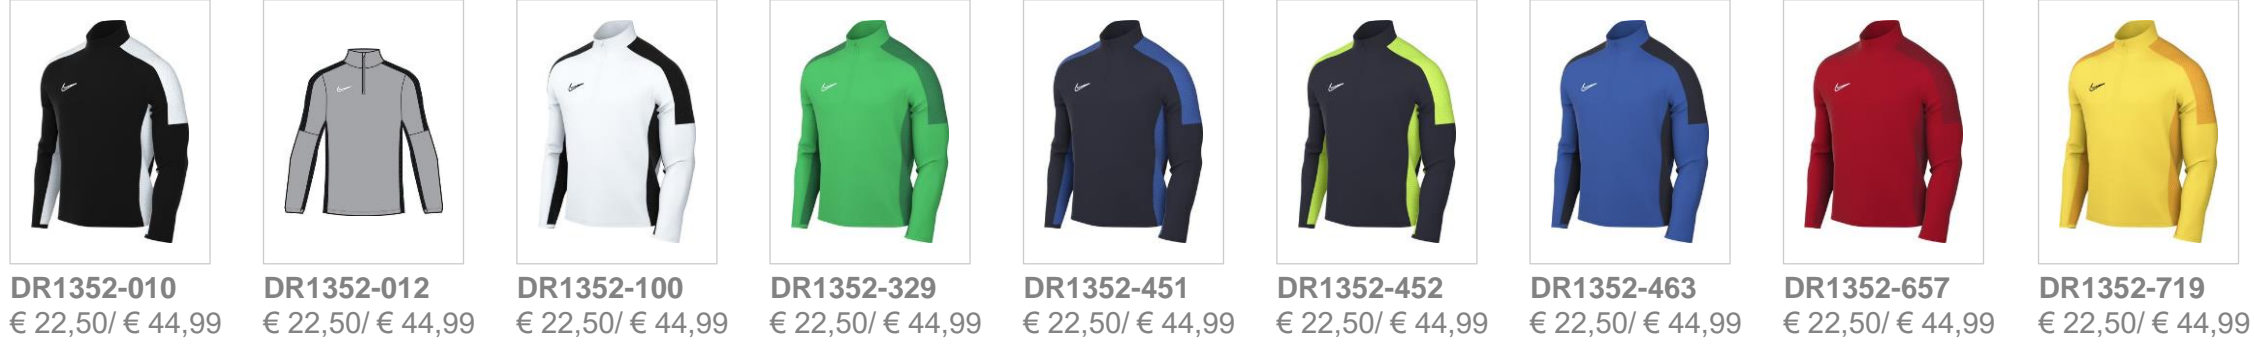 DR1352-010
€ 22,50/ € 44,99
DR1352-012
€ 22,50/ € 44,99
DR1352-100
€ 22,50/ € 44,99
DR1352-329
€ 22,50/ € 44,99
DR1352-451
€ 22,50/ € 44,99
DR1352-452
€ 22,50/ € 44,99
DR1352-463
€ 22,50/ € 44,99
DR1352-657
€ 22,50/ € 44,99
DR1352-719
€ 22,50/ € 44,99